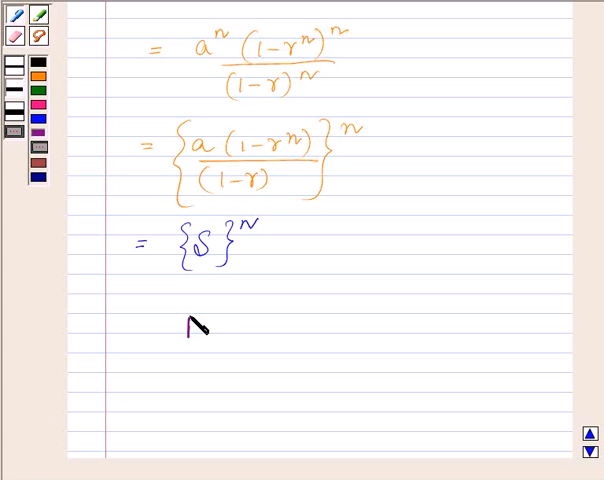 = aⁿ (1-rⁿ)ⁿ / (1-r)ⁿ
= { a (1-rⁿ) / (1-r) }ⁿ
= {S}ⁿ